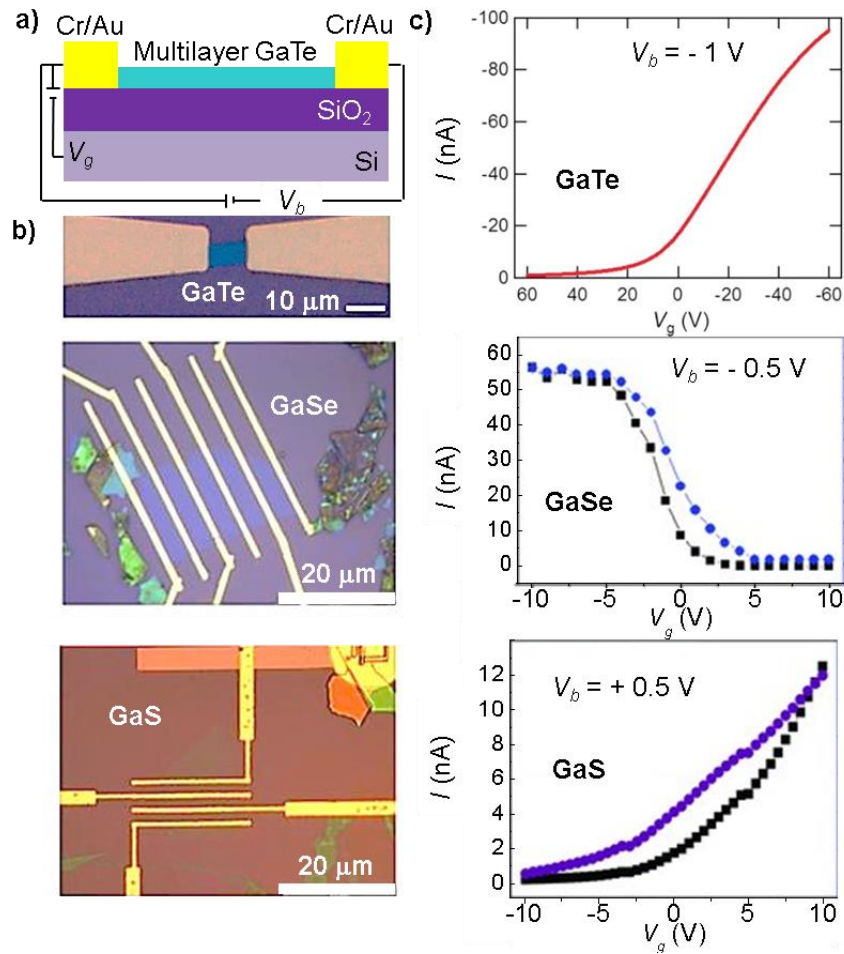 a)
Cr/Au
Cr/Au
Multilayer GaTe
SiO2
Si
Vg
Vb
b)
GaTe
10 μm
GaSe
20 μm
GaS
20 μm
c)
-100
-80
-60
-40
-20
0
I (nA)
Vb = - 1 V
GaTe
60 40 20 0 -20 -40 -60
Vg (V)
60
50
40
30
20
10
0
I (nA)
Vb = - 0.5 V
GaSe
-10 -5 0 5 10
Vg (V)
12
10
8
6
4
2
0
I (nA)
Vb = + 0.5 V
GaS
-10 -5 0 5 10
Vg (V)